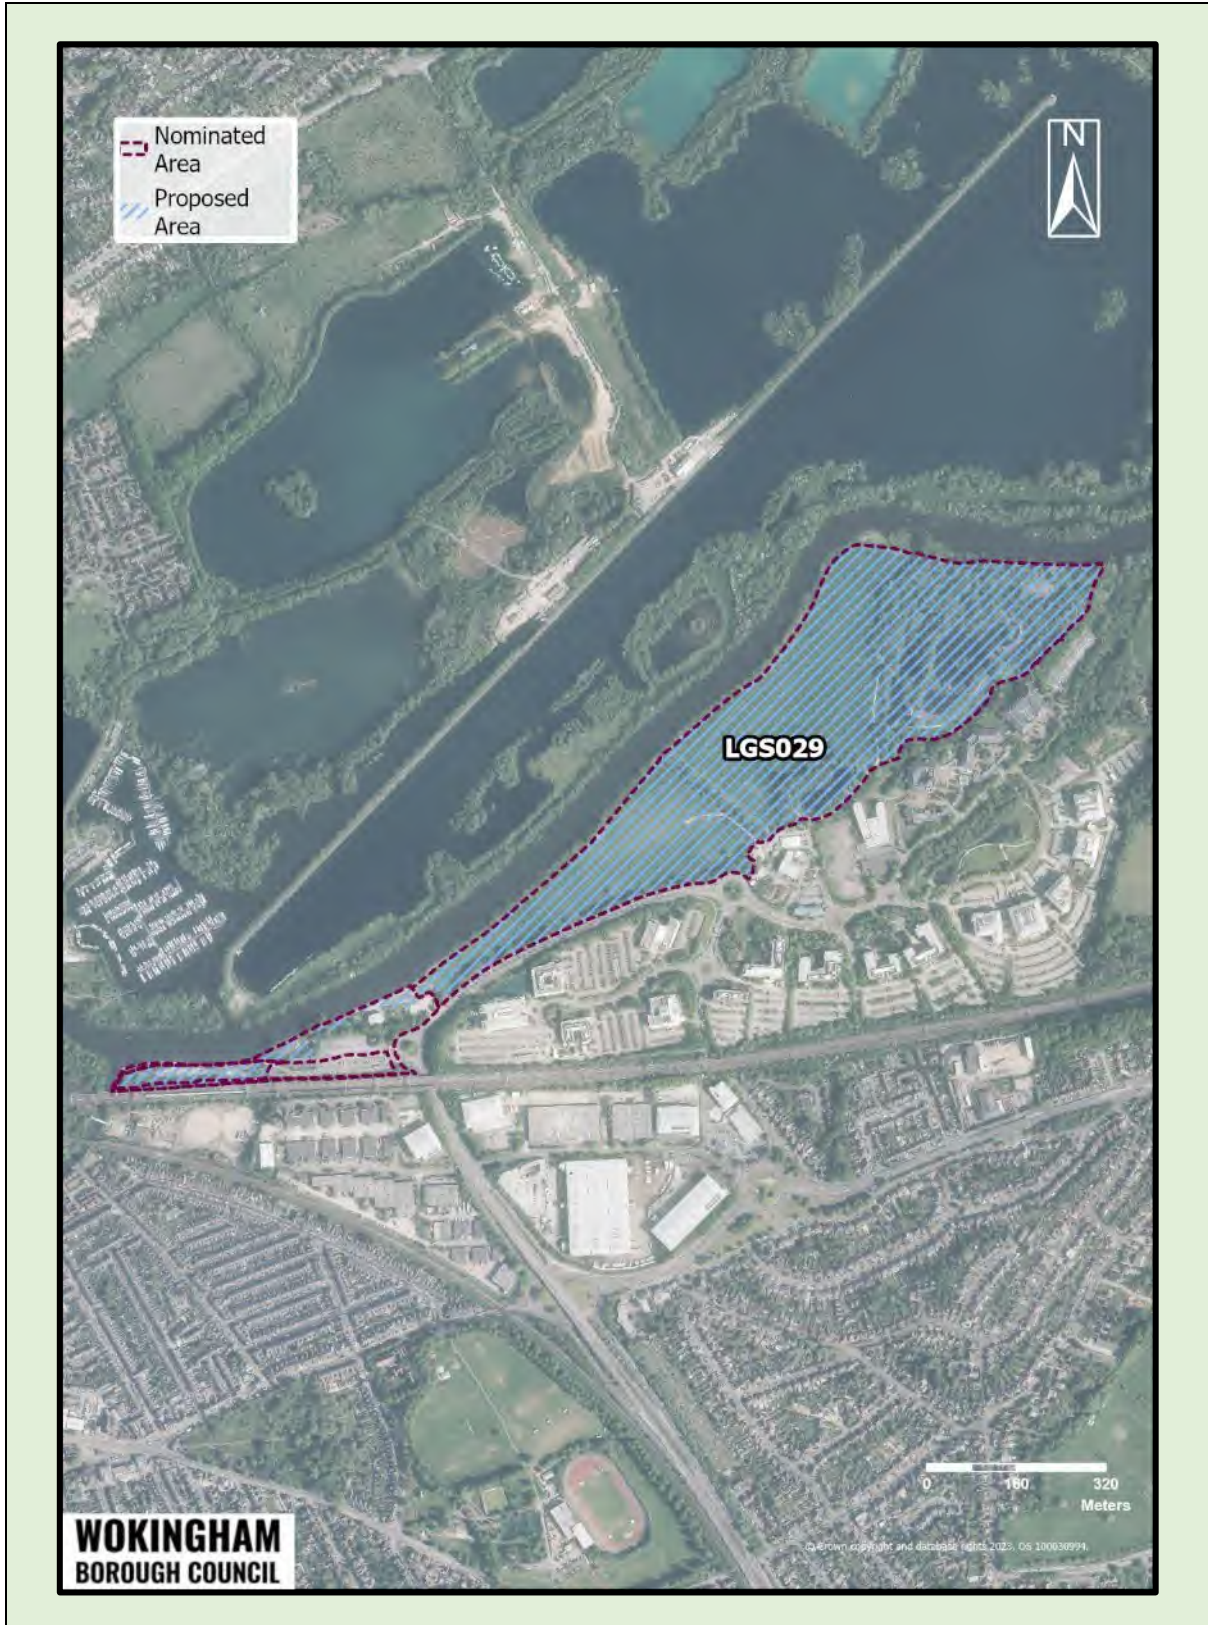 Nominated
Area
Proposed
Area
N
LGS029
0 160 320
Meters
© Crown copyright and database rights 2023. OS 100030994.
WOKINGHAM
BOROUGH COUNCIL